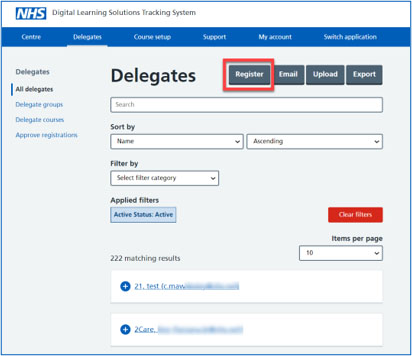 NHS Digital Learning Solutions Tracking System
Centre Delegates Course setup Support My account Switch application
Delegates
All delegates
Delegate groups
Delegate courses
Approve registrations
Delegates
Register Email Upload Export
Search
Sort by
Name Ascending
Filter by
Select filter category
Applied filters
Active Status: Active
Clear filters
Items per page
222 matching results
10
21, test (c.maw
2Care,